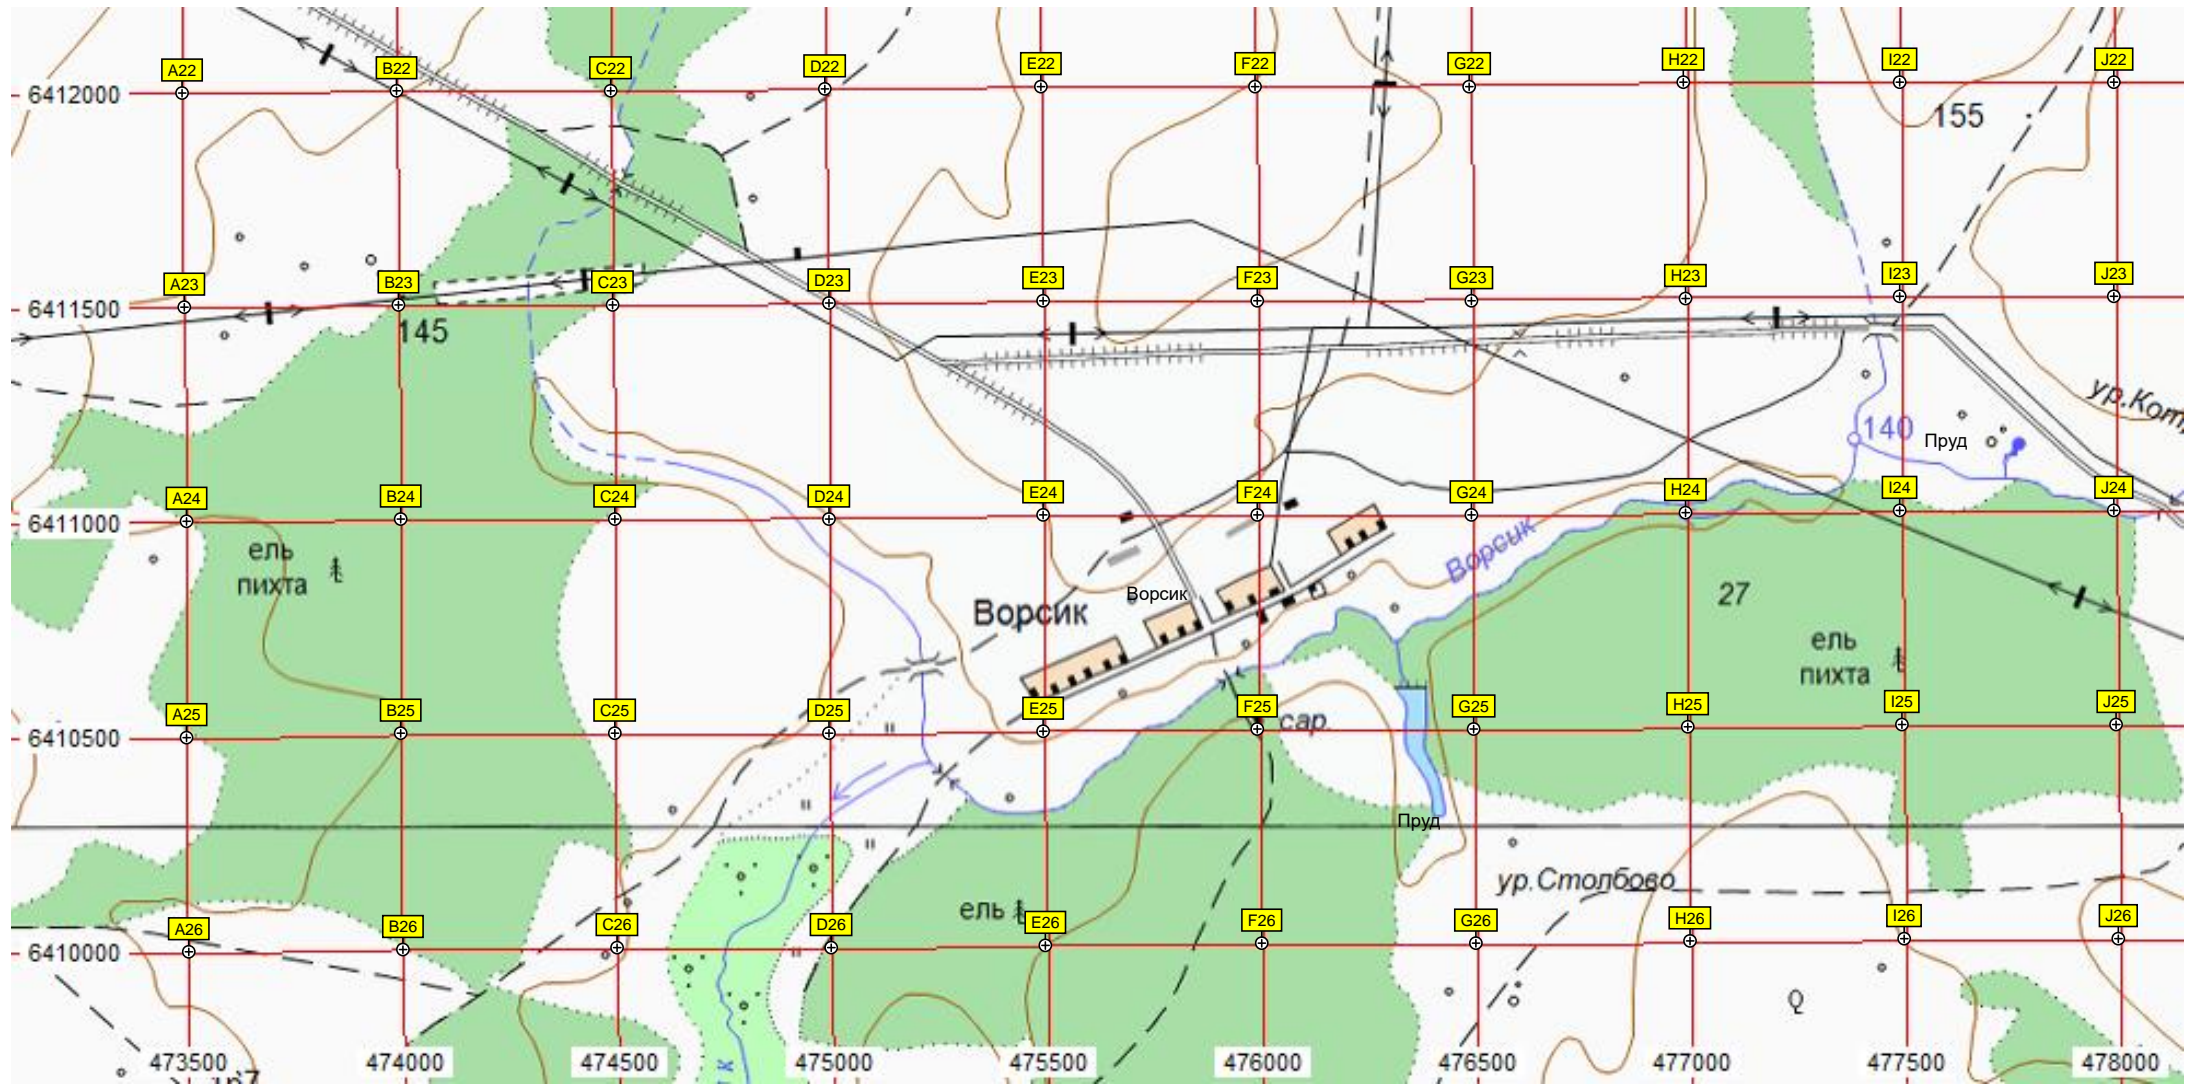 A22 B22 C22 D22 E22 F22 G22 H22 I22 J22
6412000
155
A23 B23 C23 D23 E23 F23 G23 H23 I23 J23
6411500
145
140 Пруд
A24 B24 C24 D24 E24 F24 G24 H24 I24 J24
6411000
ель
пихта
Ворсик
27
Ворсик
Ворсик
ель
пихта
A25 B25 C25 D25 E25 F25 G25 H25 I25 J25
сар.
6410500
Пруд
ур.Столбово
ель
A26 B26 C26 D26 E26 F26 G26 H26 I26 J26
6410000
473500 474000 474500 475000 475500 476000 476500 477000 477500 478000